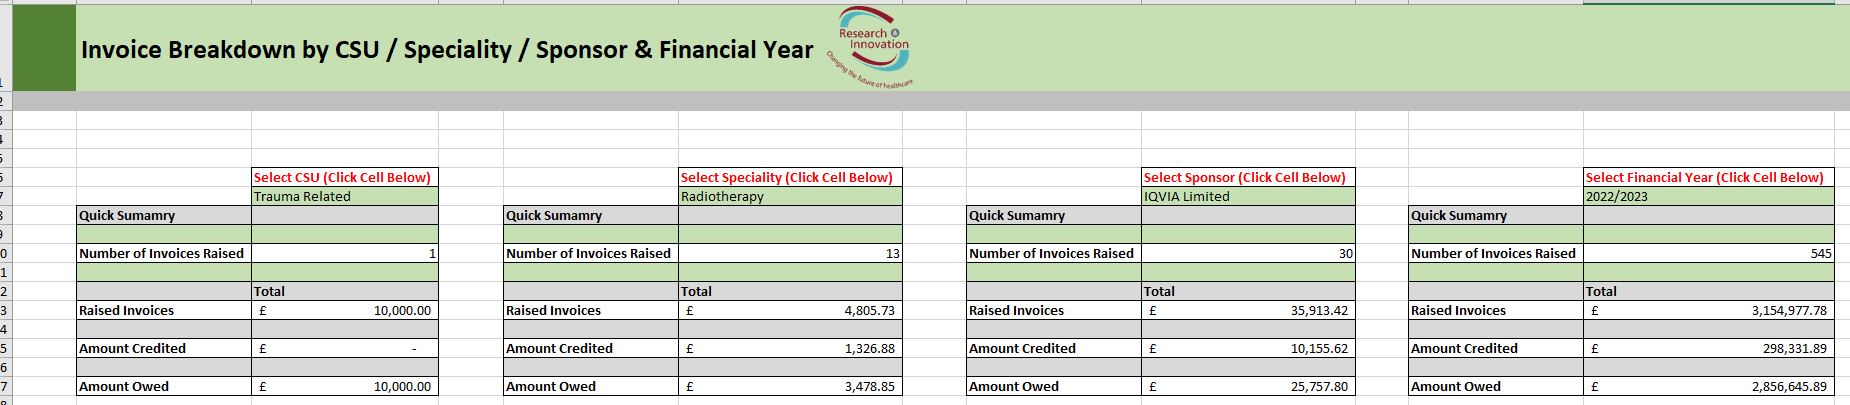 Invoice Breakdown by CSU / Speciality / Sponsor & Financial Year
Research & Innovation
Changing the future of healthcare
Select CSU (Click Cell Below)
Trauma Related
Quick Sumamry
Number of Invoices Raised 1
Total
Raised Invoices £ 10,000.00
Amount Credited £ -
Amount Owed £ 10,000.00
Select Speciality (Click Cell Below)
Radiotherapy
Quick Sumamry
Number of Invoices Raised 13
Total
Raised Invoices £ 4,805.73
Amount Credited £ 1,326.88
Amount Owed £ 3,478.85
Select Sponsor (Click Cell Below)
IQVIA Limited
Quick Sumamry
Number of Invoices Raised 30
Total
Raised Invoices £ 35,913.42
Amount Credited £ 10,155.62
Amount Owed £ 25,757.80
Select Financial Year (Click Cell Below)
2022/2023
Quick Sumamry
Number of Invoices Raised 545
Total
Raised Invoices £ 3,154,977.78
Amount Credited £ 298,331.89
Amount Owed £ 2,856,645.89